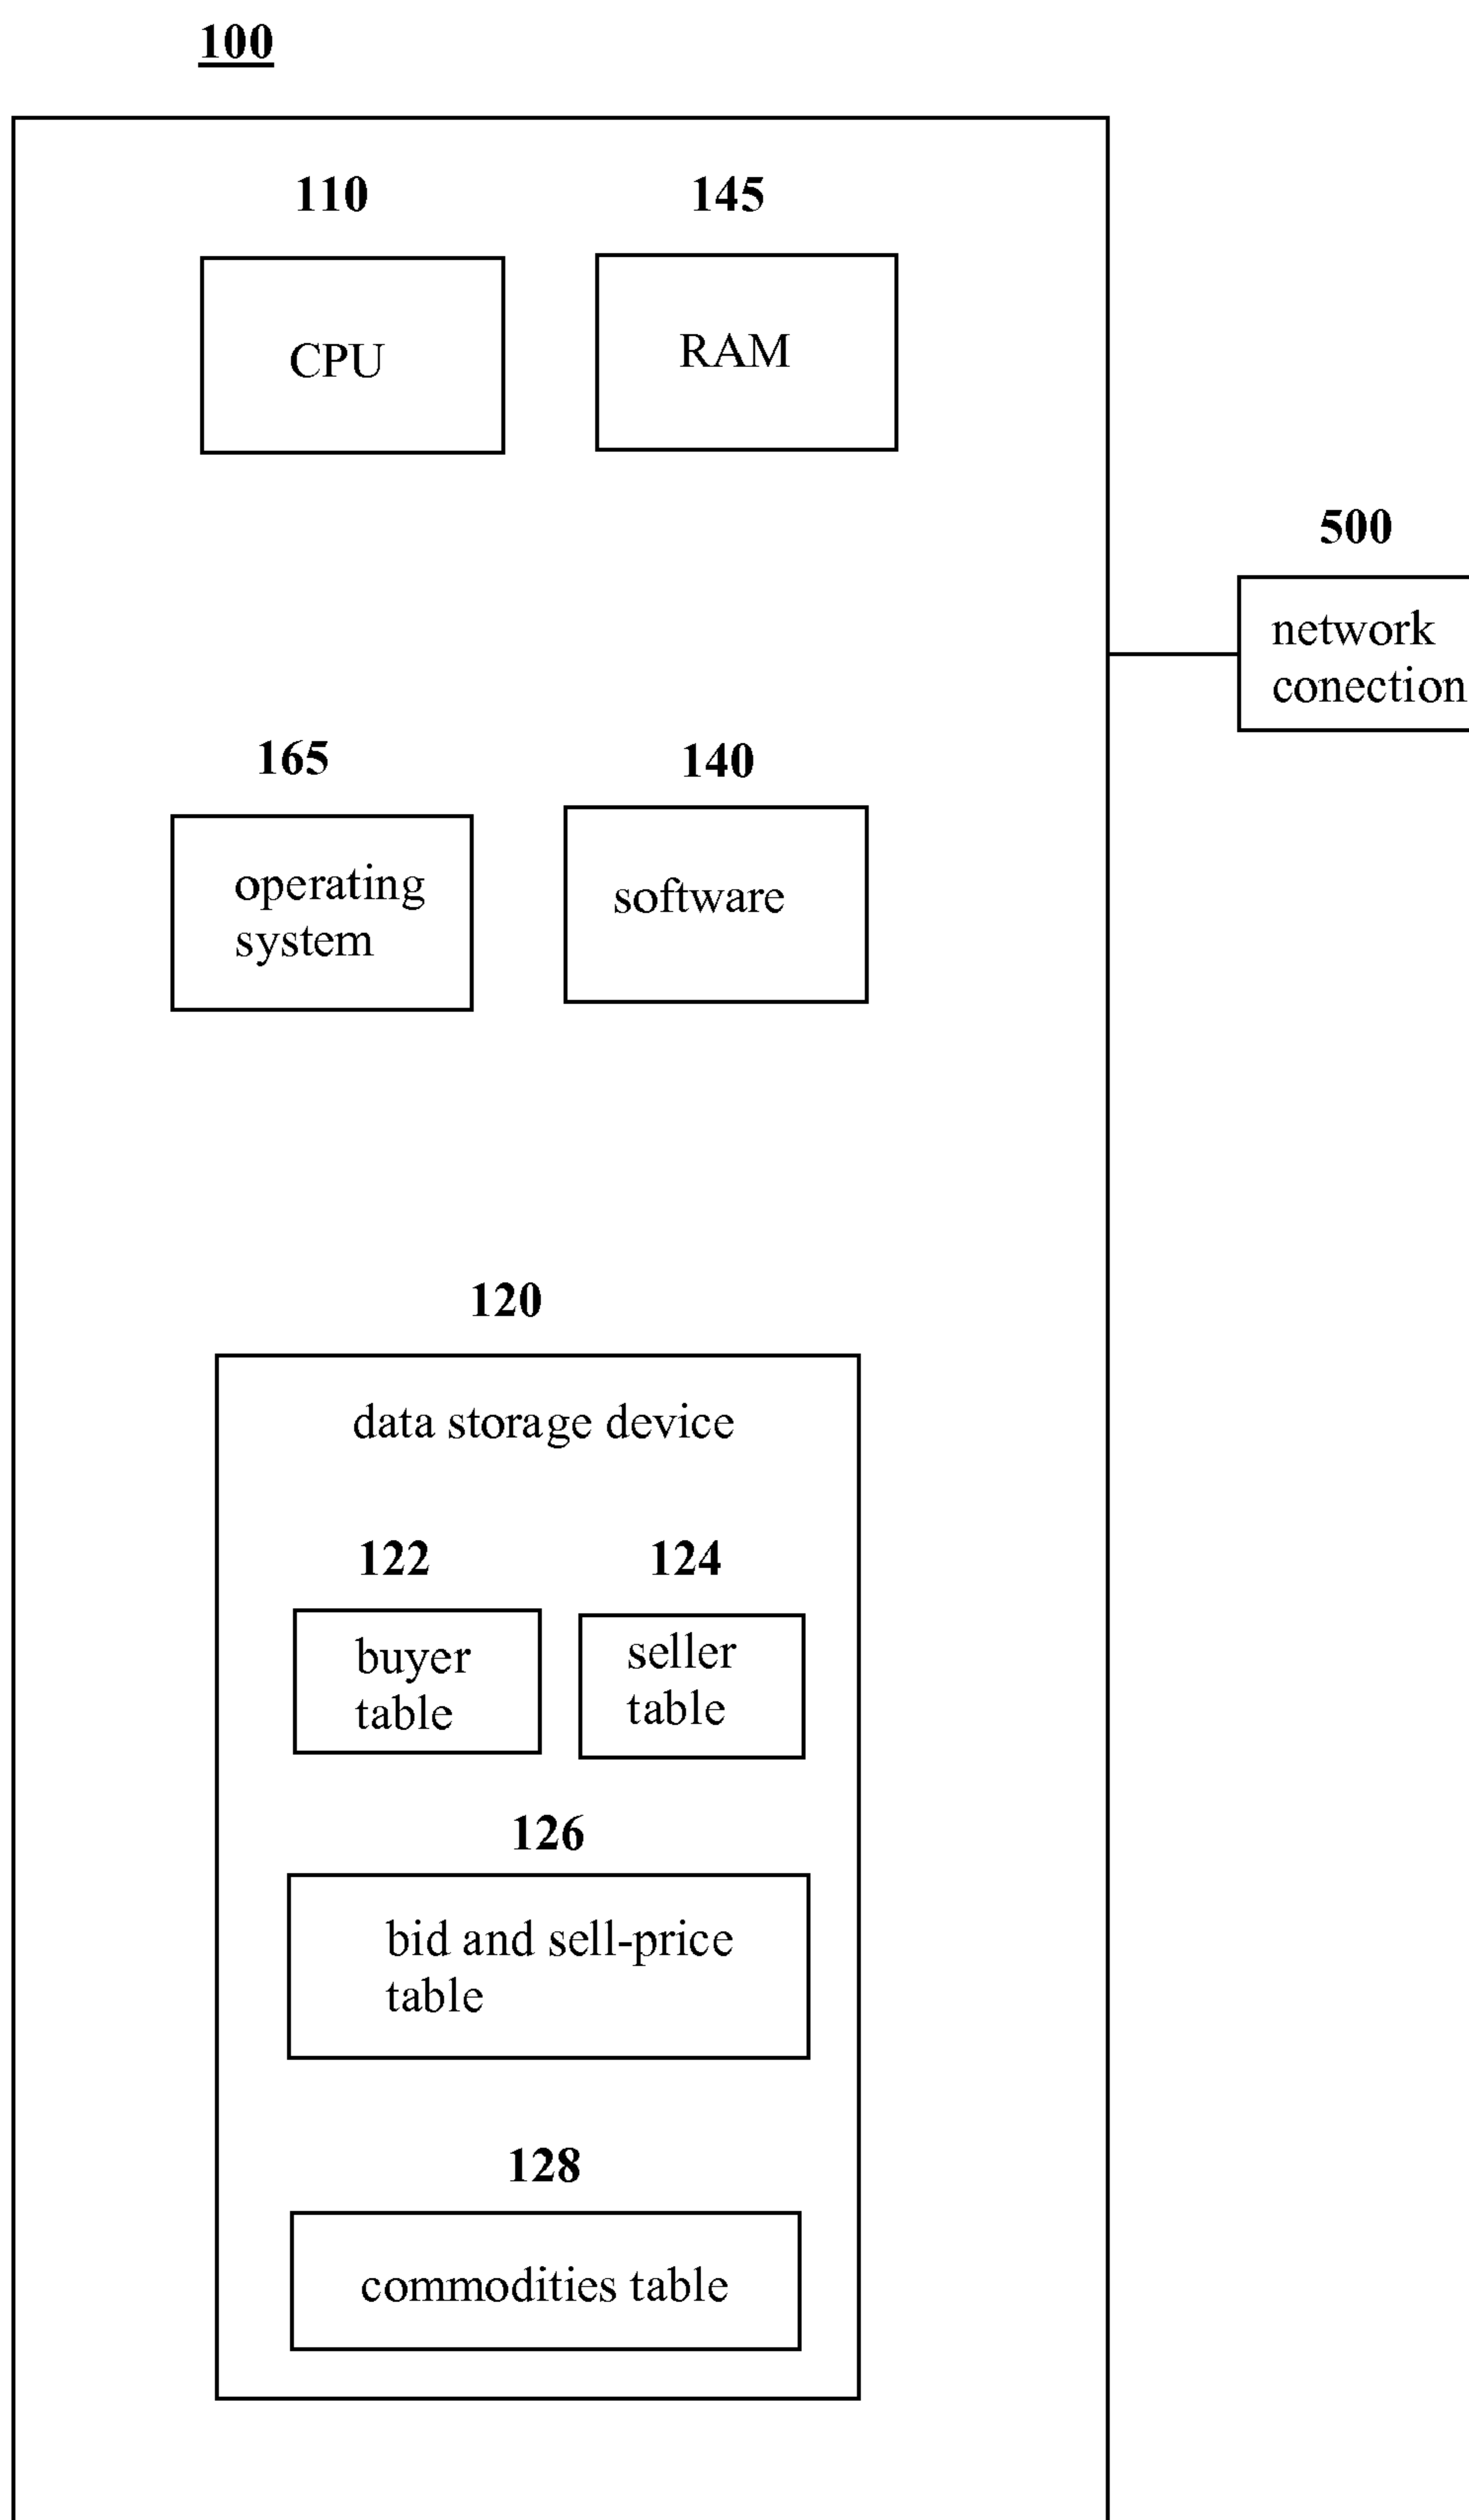 100
110
145
CPU
RAM
500
network
conection
165
140
operating
system
software
120
data storage device
122
124
buyer
table
seller
table
126
bid and sell-price
table
128
commodities table